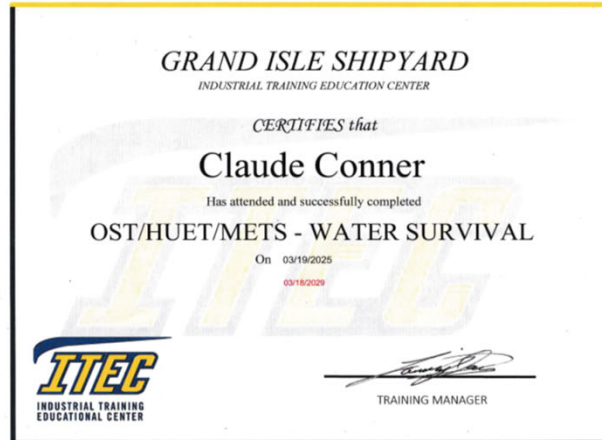 GRAND ISLE SHIPYARD
INDUSTRIAL TRAINING EDUCATION CENTER
CERTIFIES that
Claude Conner
Has attended and successfully completed
OST/HUET/METS - WATER SURVIVAL
On 03/19/2025
03/18/2029
ITEC
ITEC
INDUSTRIAL TRAINING
EDUCATIONAL CENTER
TRAINING MANAGER